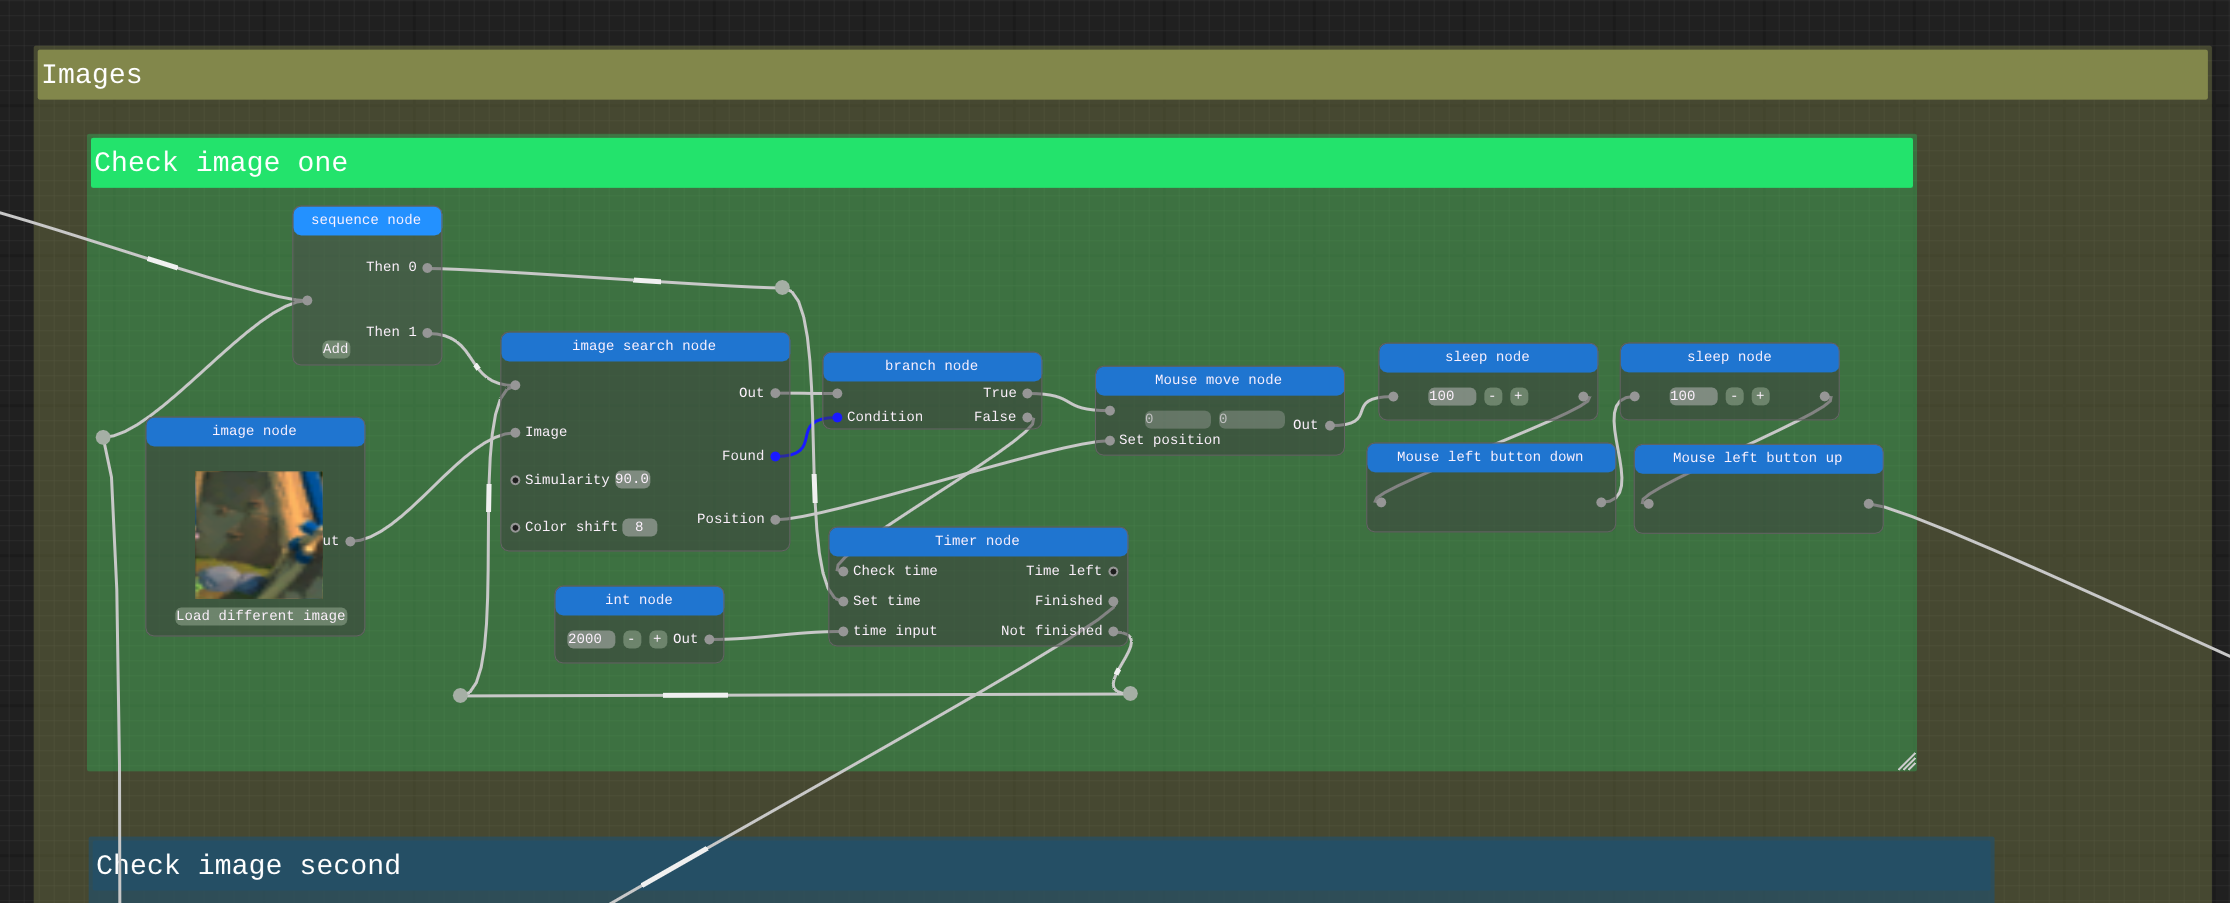 Images
Check image one
sequence node
Then 0
Then 1
Add
image node
ut
Load different image
image search node
Out
Image
Found
Simularity 90.0
Position
Color shift 8
int node
2000 - + Out
branch node
True
Condition False
Timer node
Check time Time left
Set time Finished
time input Not finished
Mouse move node
0 0 Out
Set position
sleep node
100 - +
Mouse left button down
sleep node
100 - +
Mouse left button up
Check image second